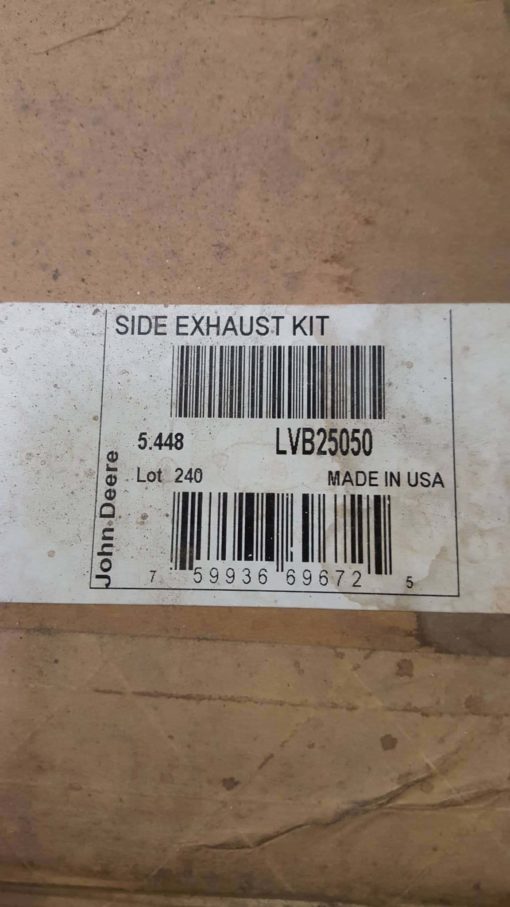 SIDE EXHAUST KIT
5.448 LVB25050
Lot 240 MADE IN USA
John Deere
7 59936 69672 5